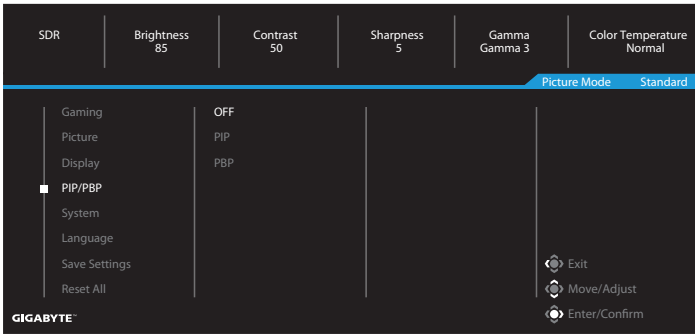 SDR Brightness Contrast Sharpness Gamma Color Temperature
85 50 5 Gamma 3 Normal
Picture Mode Standard
Gaming OFF
Picture PIP
Display PBP
PIP/PBP
System
Language
Save Settings Exit
Reset All Move/Adjust
GIGABYTE™ Enter/Confirm